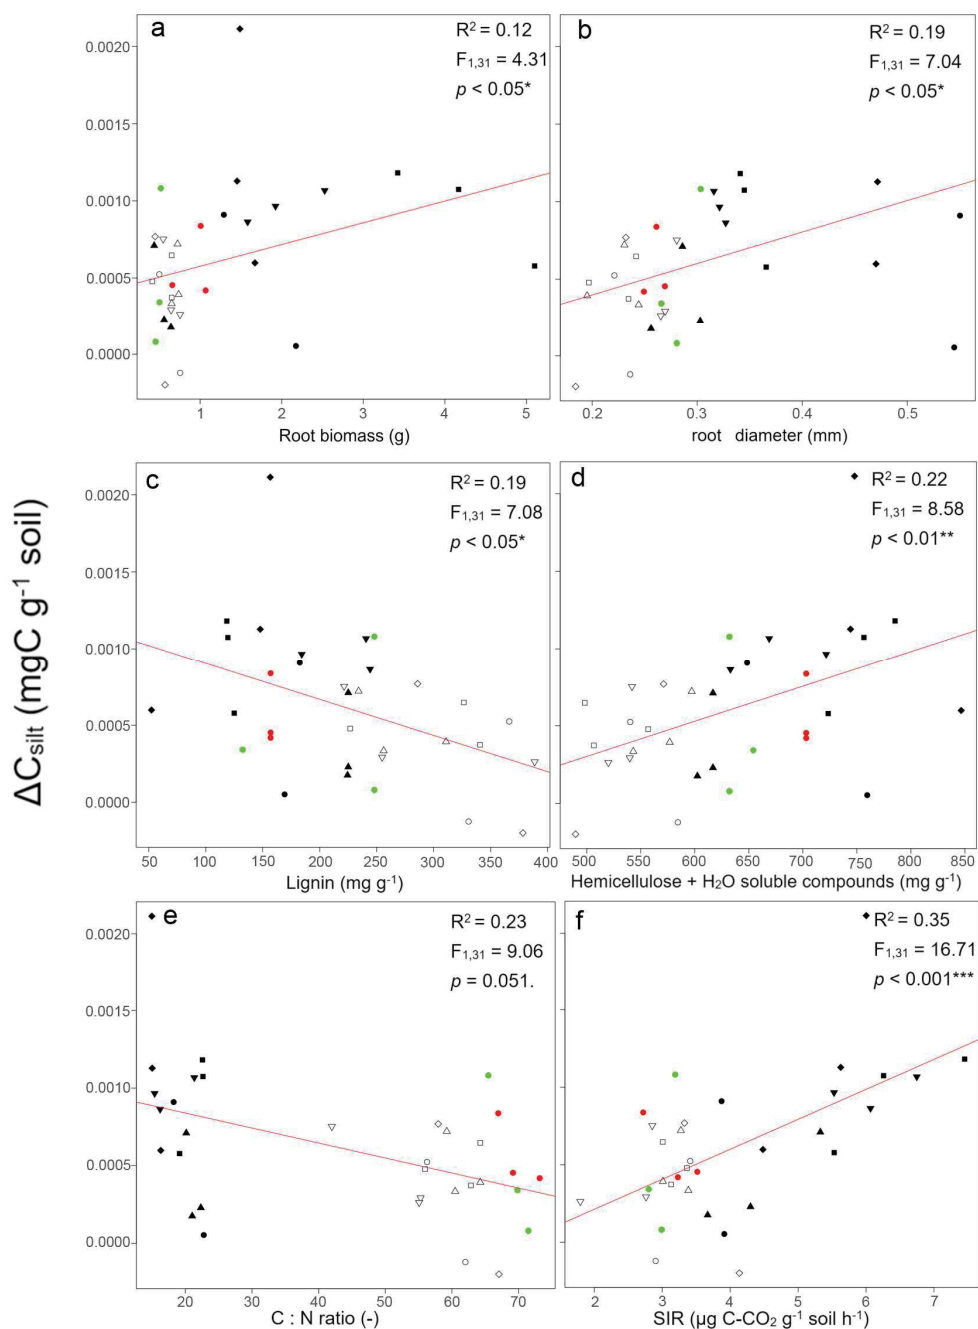 a
R² = 0.12
F1,31 = 4.31
p < 0.05*
b
R² = 0.19
F1,31 = 7.04
p < 0.05*
0.0020
0.0015
0.0010
0.0005
0.0000
1 2 3 4 5
Root biomass (g)
0.2 0.3 0.4 0.5
root diameter (mm)
ΔCsilt (mgC g⁻¹ soil)
c
R² = 0.19
F1,31 = 7.08
p < 0.05*
d
R² = 0.22
F1,31 = 8.58
p < 0.01**
0.0020
0.0015
0.0010
0.0005
0.0000
50 100 150 200 250 300 350 400
Lignin (mg g⁻¹)
500 550 600 650 700 750 800 850
Hemicellulose + H₂O soluble compounds (mg g⁻¹)
e
R² = 0.23
F1,31 = 9.06
p = 0.051.
f
R² = 0.35
F1,31 = 16.71
p < 0.001***
0.0020
0.0015
0.0010
0.0005
0.0000
20 30 40 50 60 70
C : N ratio (-)
2 3 4 5 6 7
SIR (µg C-CO₂ g⁻¹ soil h⁻¹)